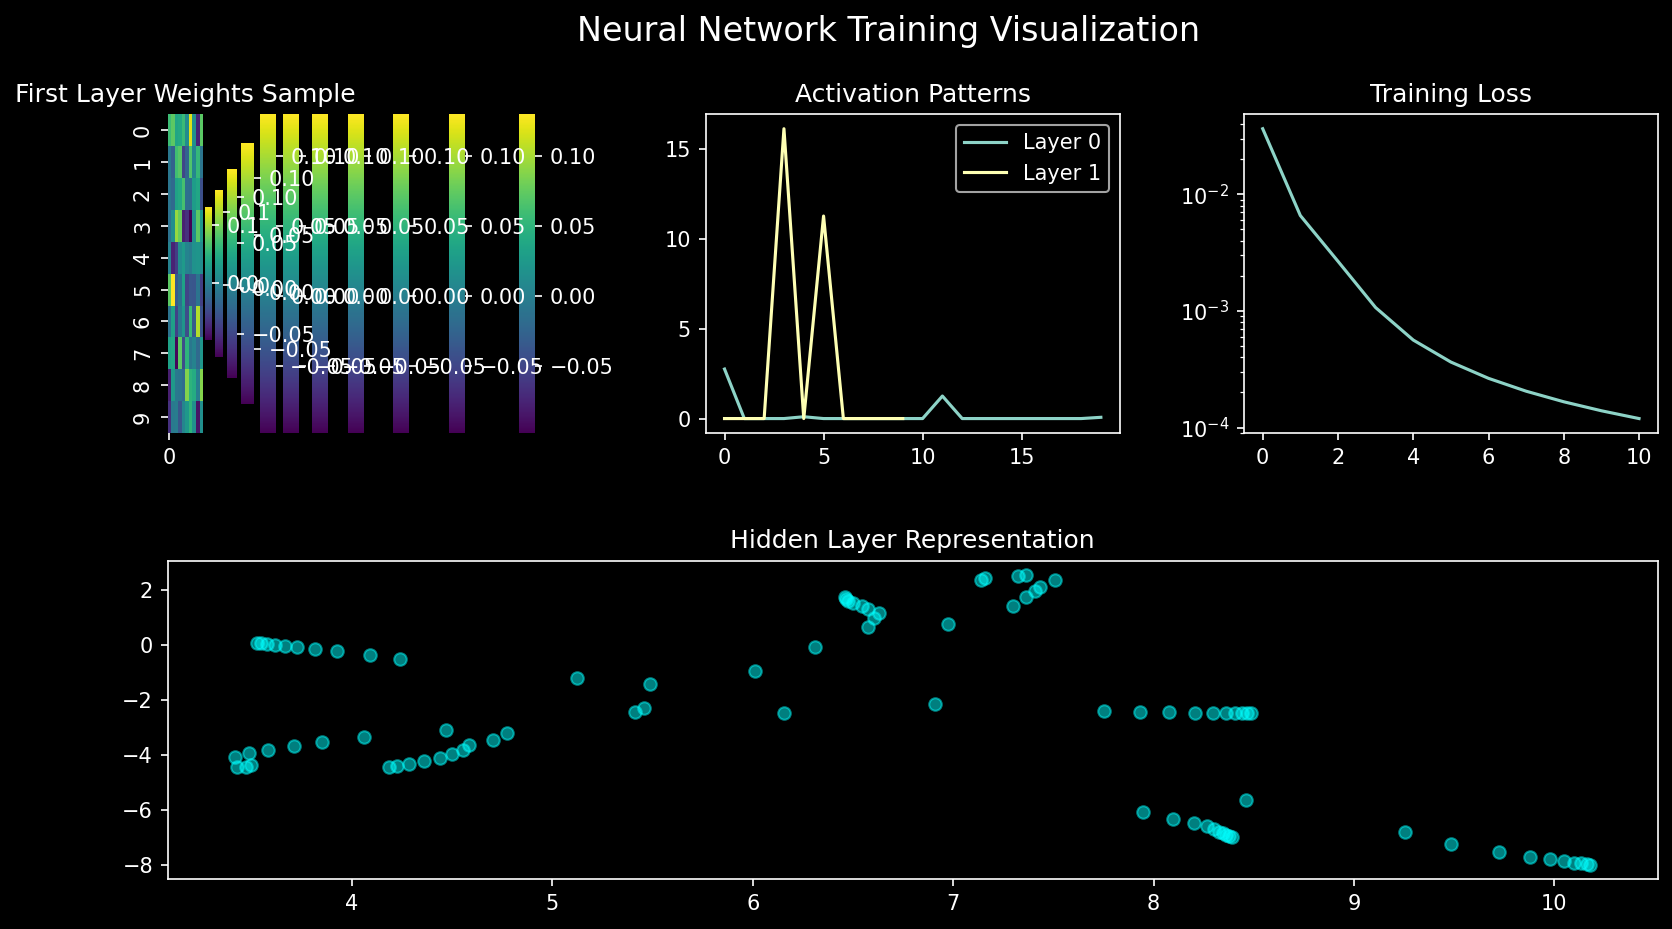 Neural Network Training Visualization
First Layer Weights Sample
0
1
2
3
4
5
6
7
8
9
0
0.10
0.05
0.00
−0.05
Activation Patterns
Layer 0
Layer 1
15
10
5
0
0 5 10 15
Training Loss
10⁻²
10⁻³
10⁻⁴
0 2 4 6 8 10
Hidden Layer Representation
2
0
−2
−4
−6
−8
4 5 6 7 8 9 10